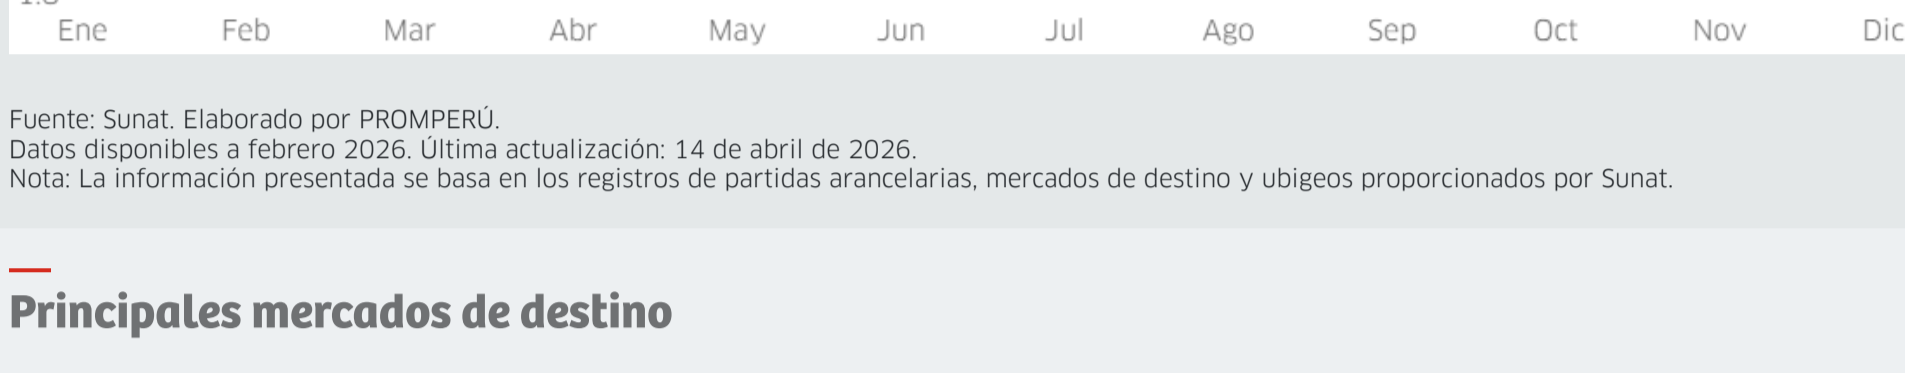 Ene Feb Mar Abr May Jun Jul Ago Sep Oct Nov Dic
Fuente: Sunat. Elaborado por PROMPERÚ.
Datos disponibles a febrero 2026. Última actualización: 14 de abril de 2026.
Nota: La información presentada se basa en los registros de partidas arancelarias, mercados de destino y ubigeos proporcionados por Sunat.
Principales mercados de destino